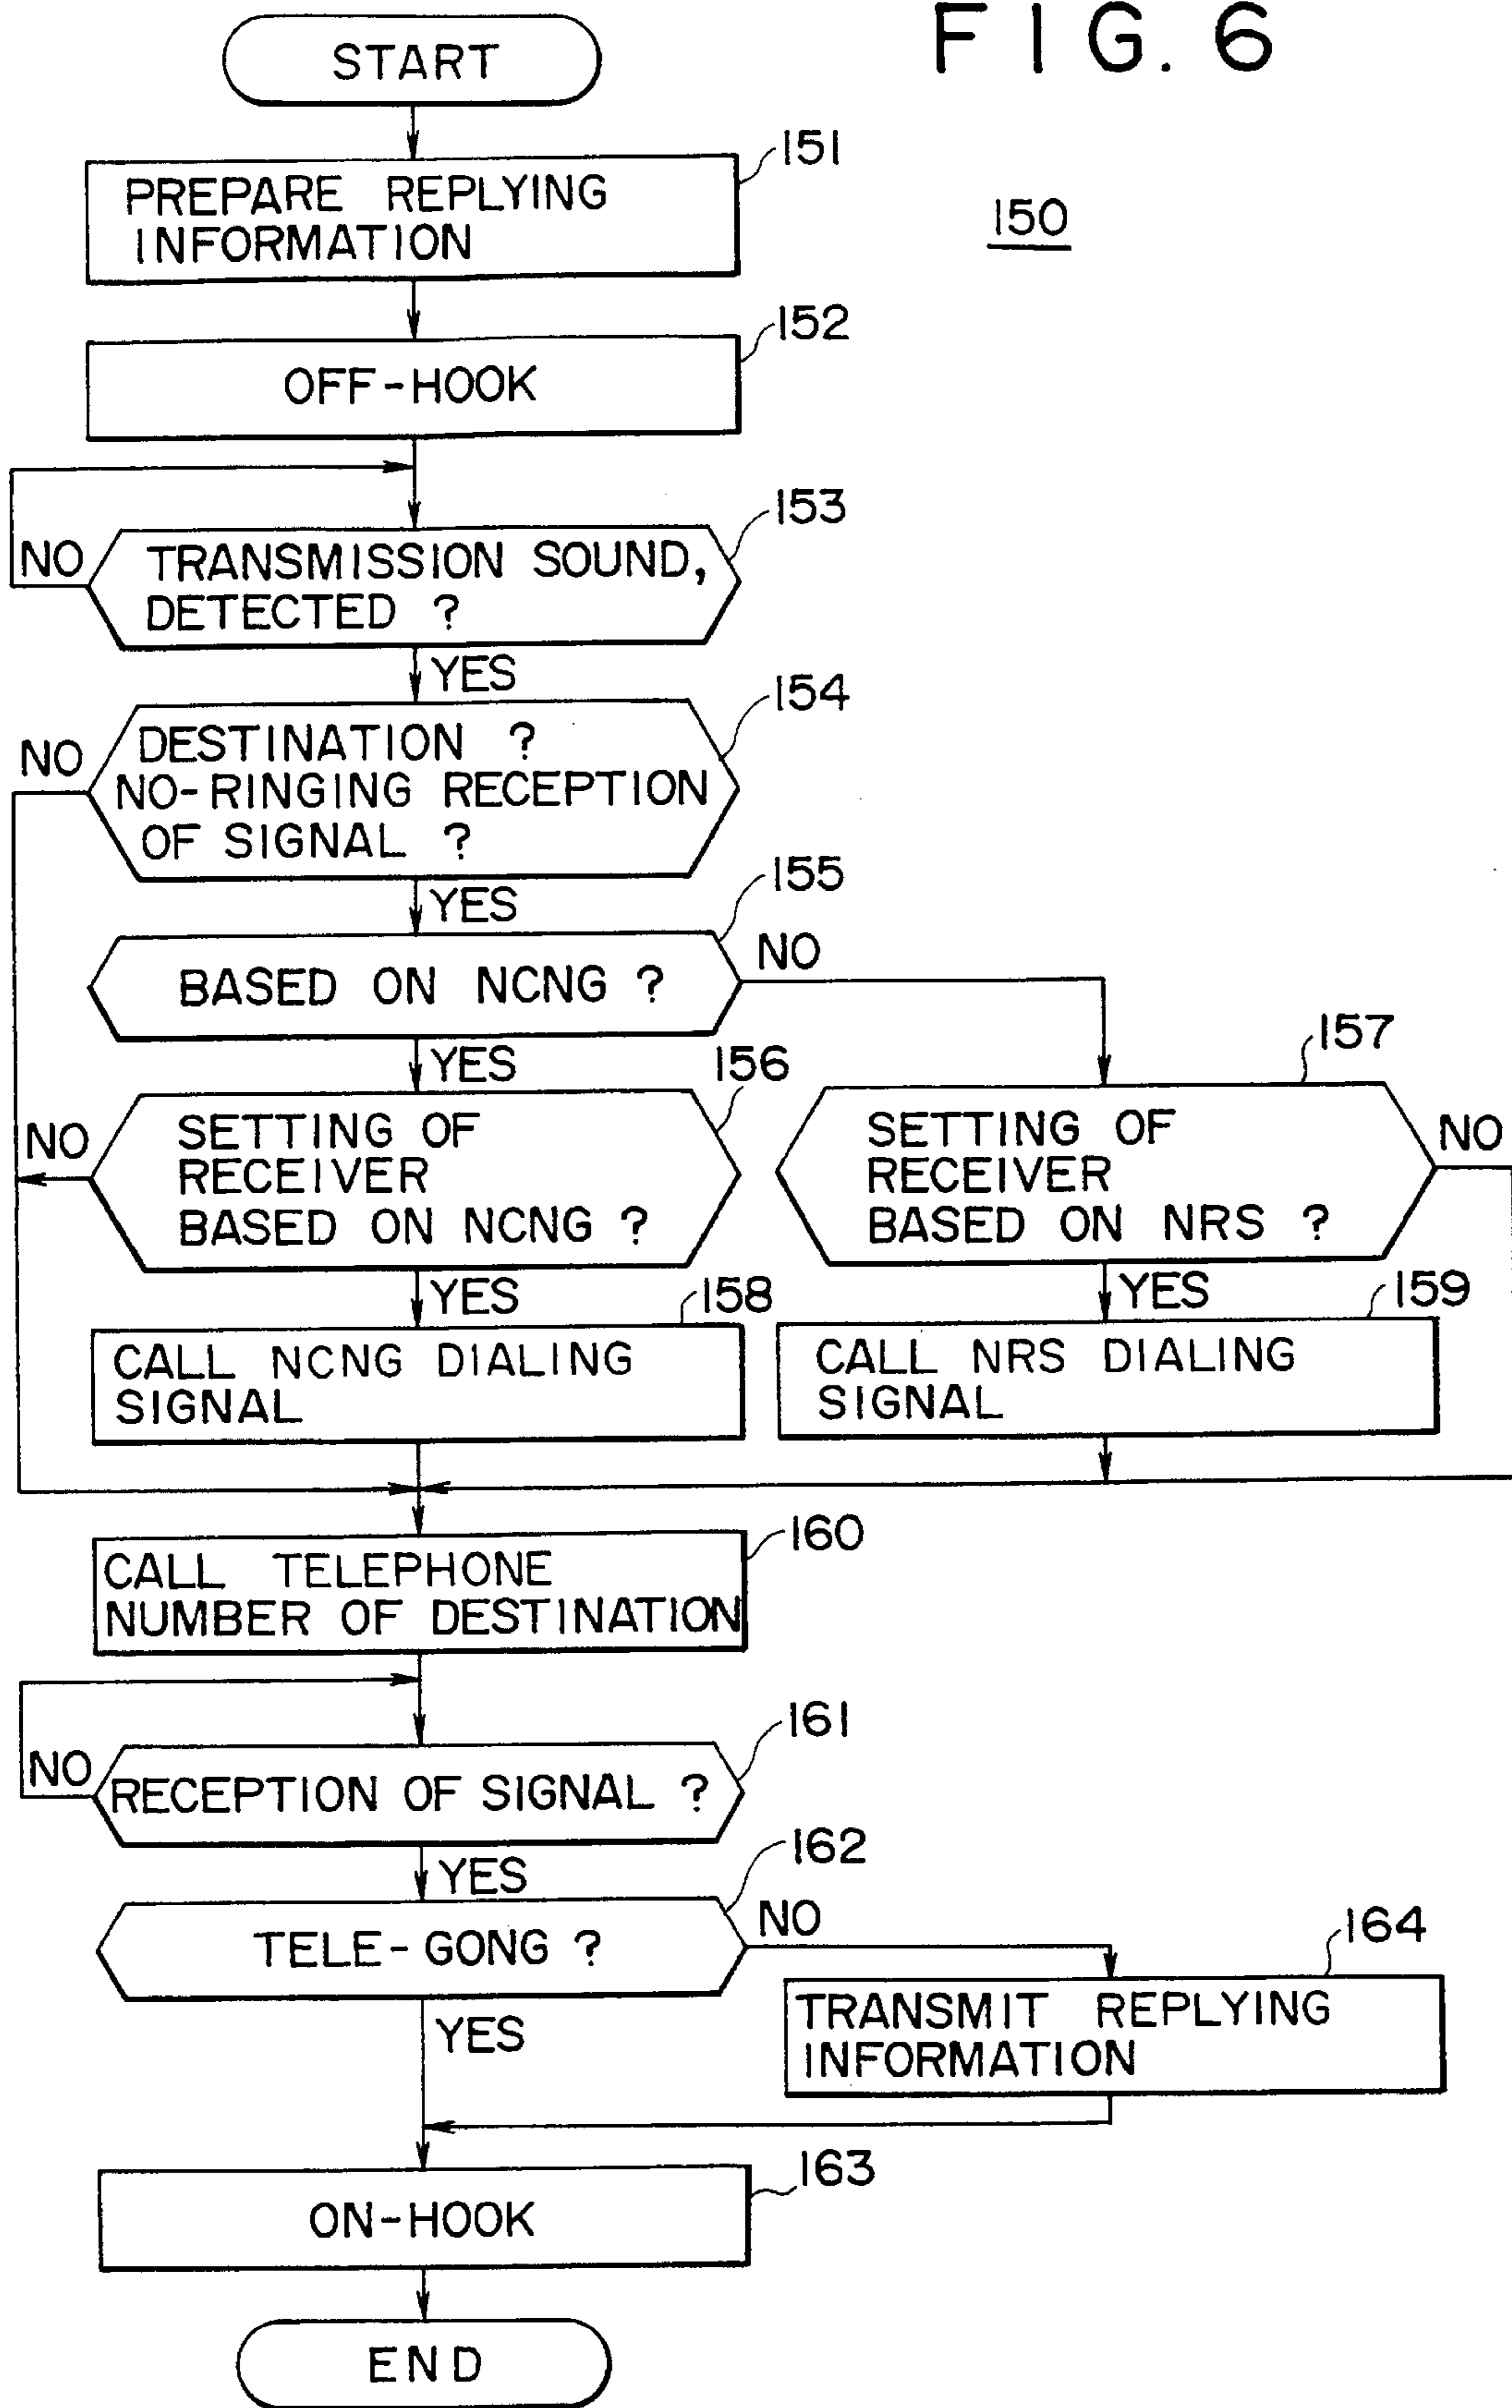 FIG. 6
START
151
PREPARE REPLYING
INFORMATION
150
152
OFF-HOOK
153
NO
TRANSMISSION SOUND,
DETECTED ?
YES
154
NO
DESTINATION ?
NO-RINGING RECEPTION
OF SIGNAL ?
YES
155
BASED ON NCNG ?
NO
YES
156
157
NO
SETTING OF
RECEIVER
BASED ON NCNG ?
SETTING OF
RECEIVER
BASED ON NRS ?
NO
YES
158
YES
159
CALL NCNG DIALING
SIGNAL
CALL NRS DIALING
SIGNAL
160
CALL TELEPHONE
NUMBER OF DESTINATION
161
NO
RECEPTION OF SIGNAL ?
YES
162
TELE-GONG ?
NO
164
YES
TRANSMIT REPLYING
INFORMATION
163
ON-HOOK
END